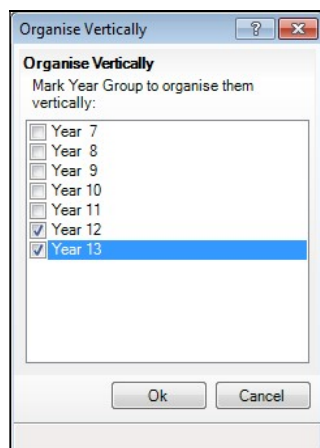 Organise Vertically
?
Organise Vertically
Mark Year Group to organise them
vertically:
Year 7
Year 8
Year 9
Year 10
Year 11
Year 12
Year 13
Ok
Cancel